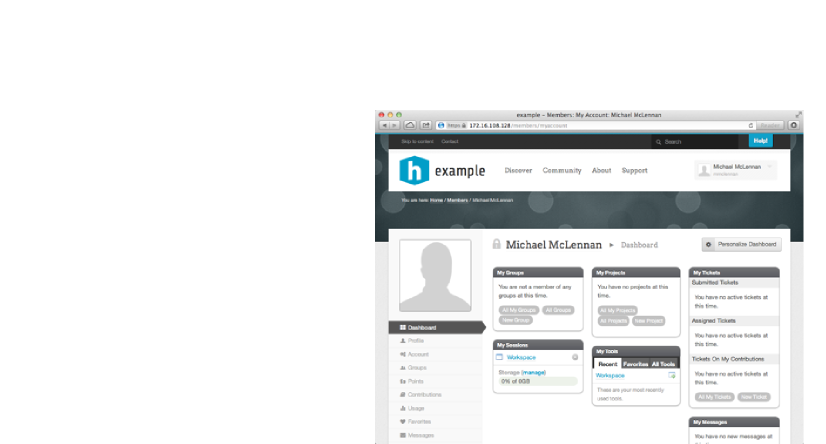 example – Members: My Account: Michael McLennan
https 172.16.108.128/members/myaccount
Reader
Skip to content Contact
Search
Help!
h example
Discover Community About Support
Michael McLennan
mmclennan
You are here: Home / Members / Michael McLennan
Michael McLennan ▸ Dashboard
Personalize Dashboard
Dashboard
Profile
Account
Groups
Points
Contributions
Usage
Favorites
Messages
My Groups
You are not a member of any
groups at this time.
All My Groups All Groups
New Group
My Sessions
Workspace
Storage (manage)
0% of 0GB
My Projects
You have no projects at this
time.
All My Projects
All Projects New Project
My Tools
Recent Favorites All Tools
Workspace
These are your most recently
used tools.
My Tickets
Submitted Tickets
You have no active tickets at
this time.
Assigned Tickets
You have no active tickets at
this time.
Tickets On My Contributions
You have no active tickets at
this time.
All My Tickets New Ticket
My Messages
You have no new messages at